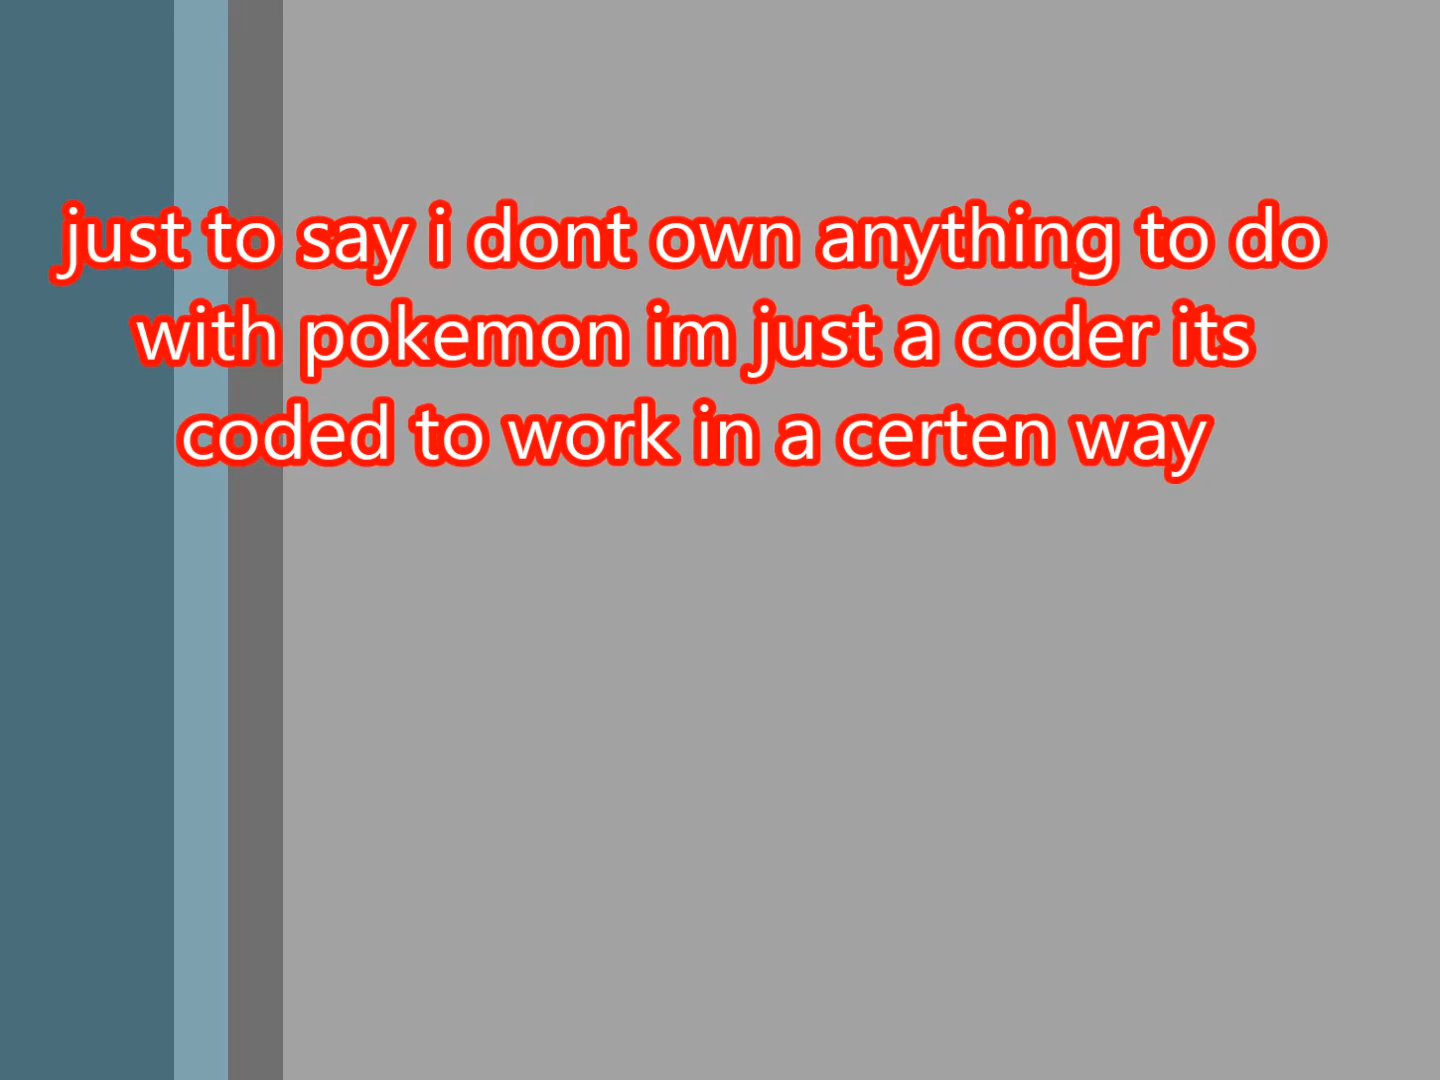 just to say i dont own anything to do
with pokemon im just a coder its
coded to work in a certen way